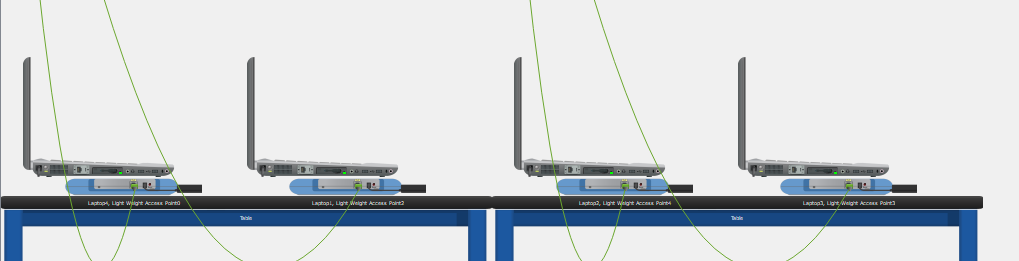 Laptop4, Light Weight Access Point0
Laptop1, Light Weight Access Point2
Laptop2, Light Weight Access Point4
Laptop3, Light Weight Access Point3
Table
Table